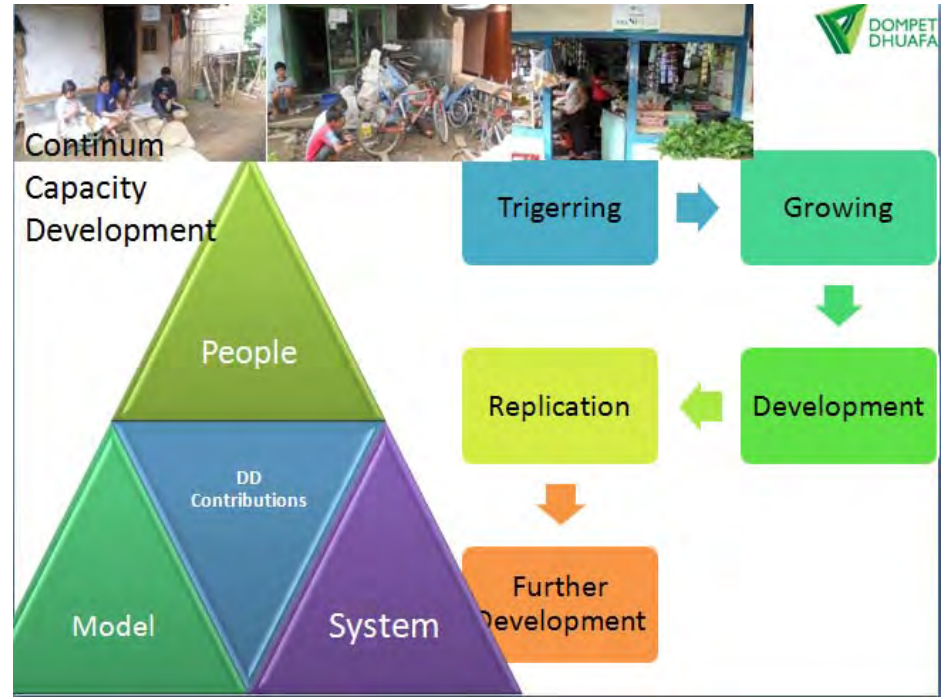 DOMPET
DHUAFA
Continum
Capacity
Development
Trigerring
Growing
People
Replication
Development
DD
Contributions
Further
Development
Model
System